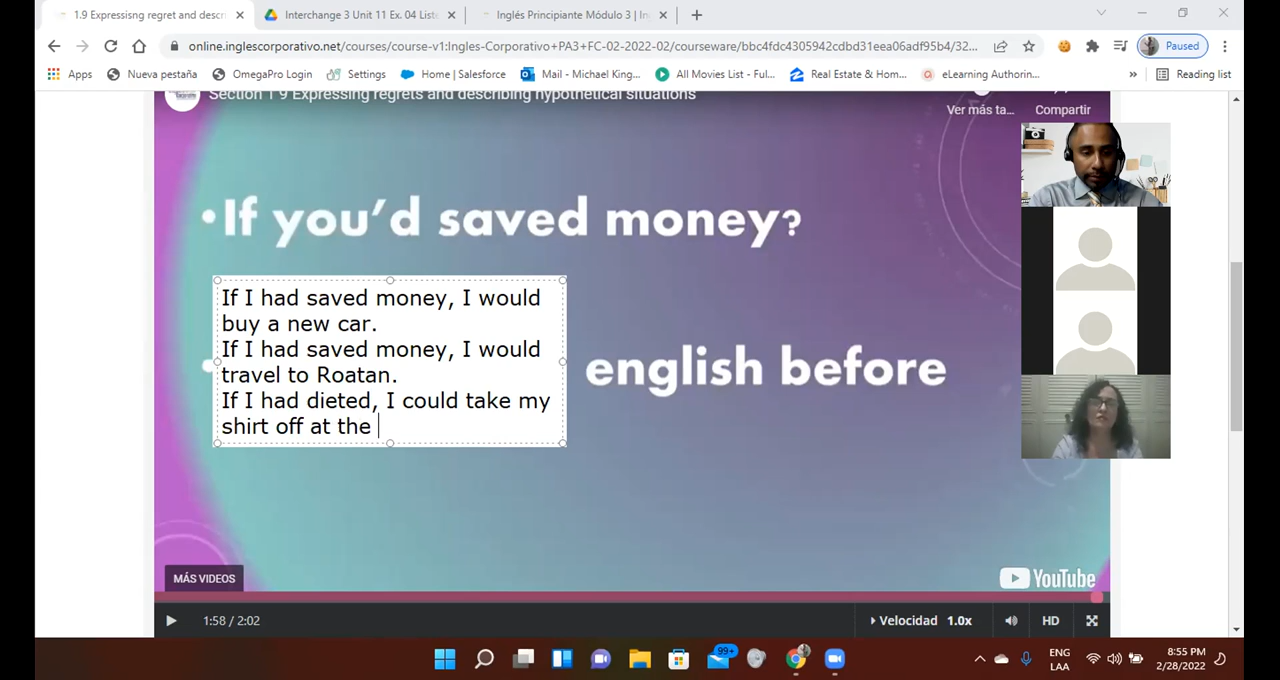 1.9 Expressing regret and descri
Interchange 3 Unit 11 Ex. 04 Liste
Inglés Principiante Módulo 3 | In
online.inglescorporativo.net/courses/course-v1:Ingles-Corporativo+PA3+FC-02-2022-02/courseware/bbc4fdc4305942cdbd31eea06adf95b4/32...
Paused
Apps
Nueva pestaña
OmegaPro Login
Settings
Home | Salesforce
Mail - Michael King...
All Movies List - Ful...
Real Estate & Hom...
eLearning Authorin...
»
Reading list
Section 1 9 Expressing regrets and describing hypothetical situations
Ver más ta...
Compartir
•If you’d saved money?
If I had saved money, I would
buy a new car.
If I had saved money, I would
travel to Roatan.
If I had dieted, I could take my
shirt off at the
english before
MÁS VIDEOS
YouTube
1:58 / 2:02
Velocidad 1.0x
HD
99+
ENG
LAA
8:55 PM
2/28/2022